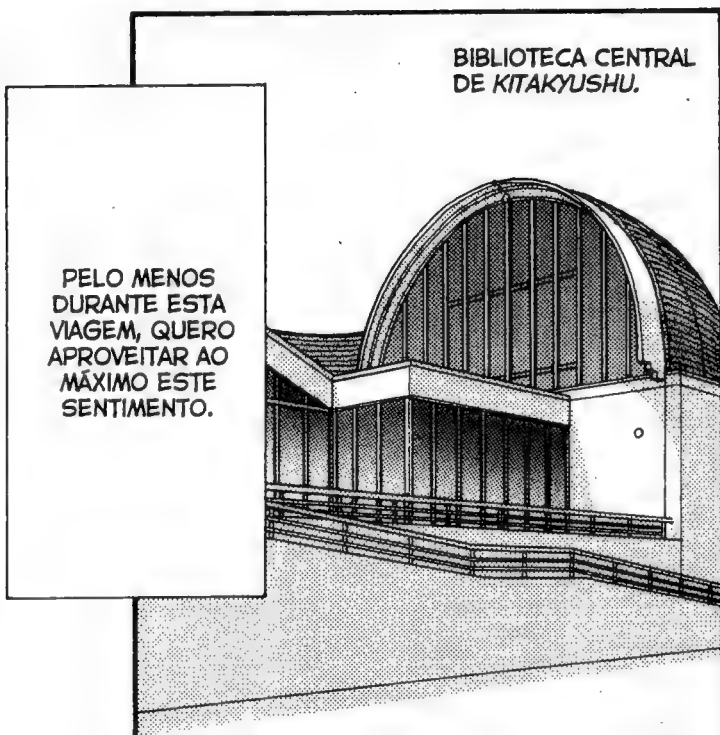 BIBLIOTECA CENTRAL
DE KITAKYUSHU.
PELO MENOS
DURANTE ESTA
VIAGEM, QUERO
APROVEITAR AO
MÁXIMO ESTE
SENTIMENTO.